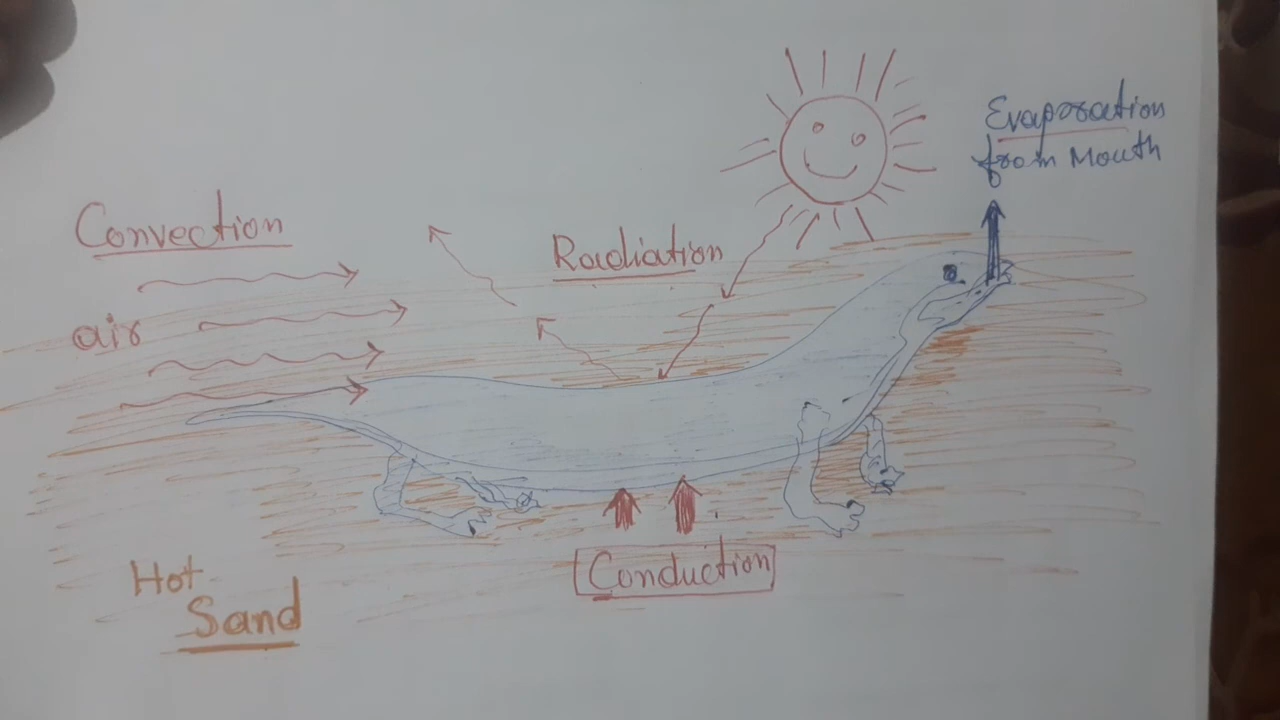 Evaporation
from Mouth
Convection
Radiation
air
Conduction
Hot
Sand